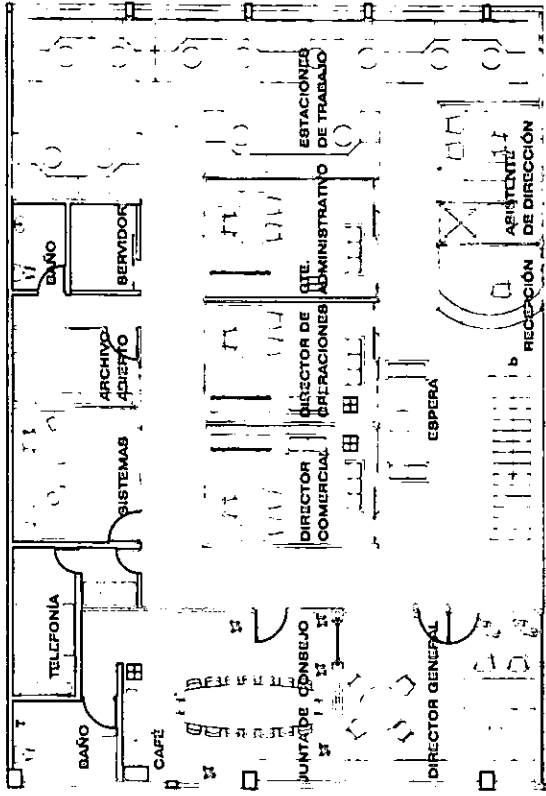 BAÑO
TELEFONÍA
CAFÉ
SISTEMAS
ARCHIVO
ABIERTO
BAÑO
SERVIDOR
JUNTA DE CONSEJO
DIRECTOR
COMERCIAL
DIRECTOR DE
OPERACIONES
GTE.
ADMINISTRATIVO
ESTACIONES
DE TRABAJO
DIRECTOR GENERAL
ESPERA
b
RECEPCIÓN
ASISTENTE
DE DIRECCIÓN